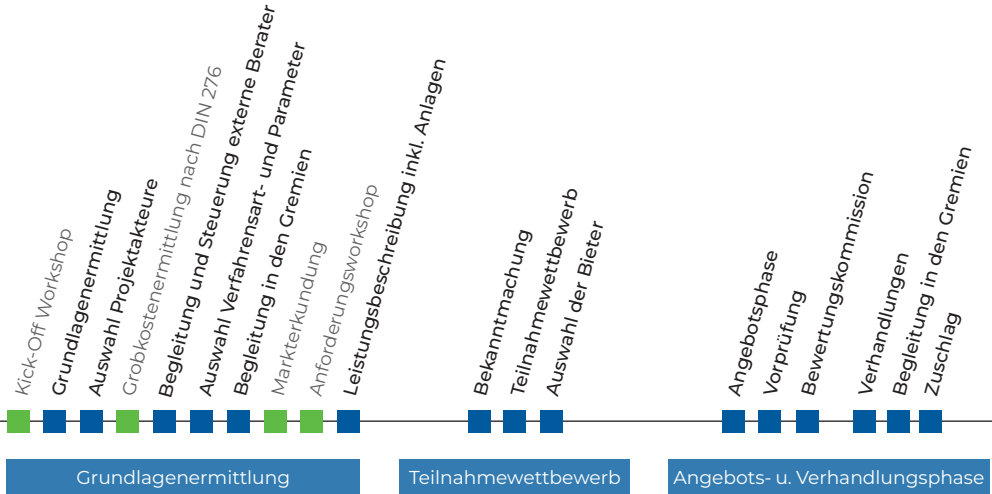 Kick-Off Workshop
Grundlagenermittlung
Auswahl Projektakteure
Grobkostenermittlung nach DIN 276
Begleitung und Steuerung externe Berater
Auswahl Verfahrensart- und Parameter
Begleitung in den Gremien
Markterkundung
Anforderungsworkshop
Leistungsbeschreibung inkl. Anlagen
Bekanntmachung
Teilnahmewettbewerb
Auswahl der Bieter
Angebotsphase
Vorprüfung
Bewertungskommission
Verhandlungen
Begleitung in den Gremien
Zuschlag
Grundlagenermittlung
Teilnahmewettbewerb
Angebots- u. Verhandlungsphase